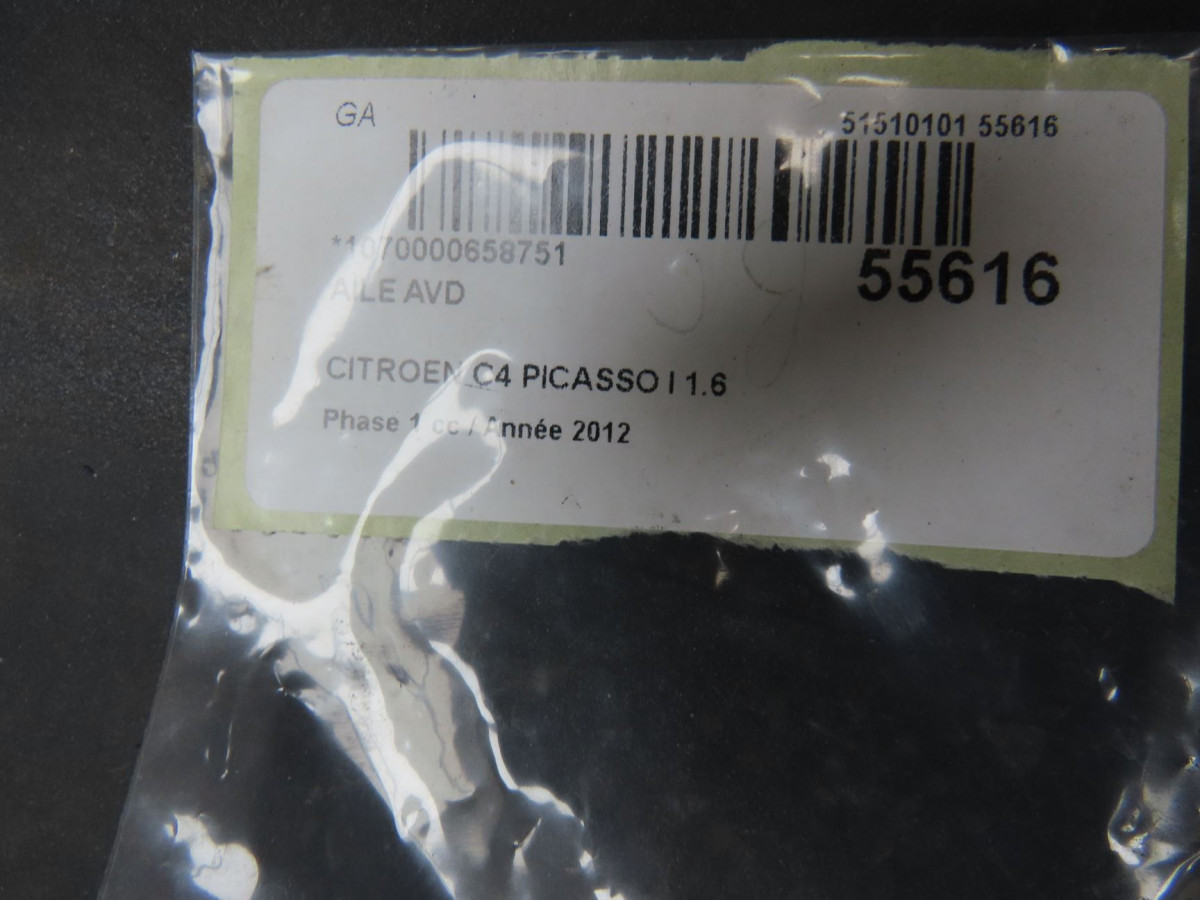 GA
51510101 55616
*1070000658751
55616
AILE AVD
CITROEN C4 PICASSO I 1.6
Phase 1 cc / Année 2012